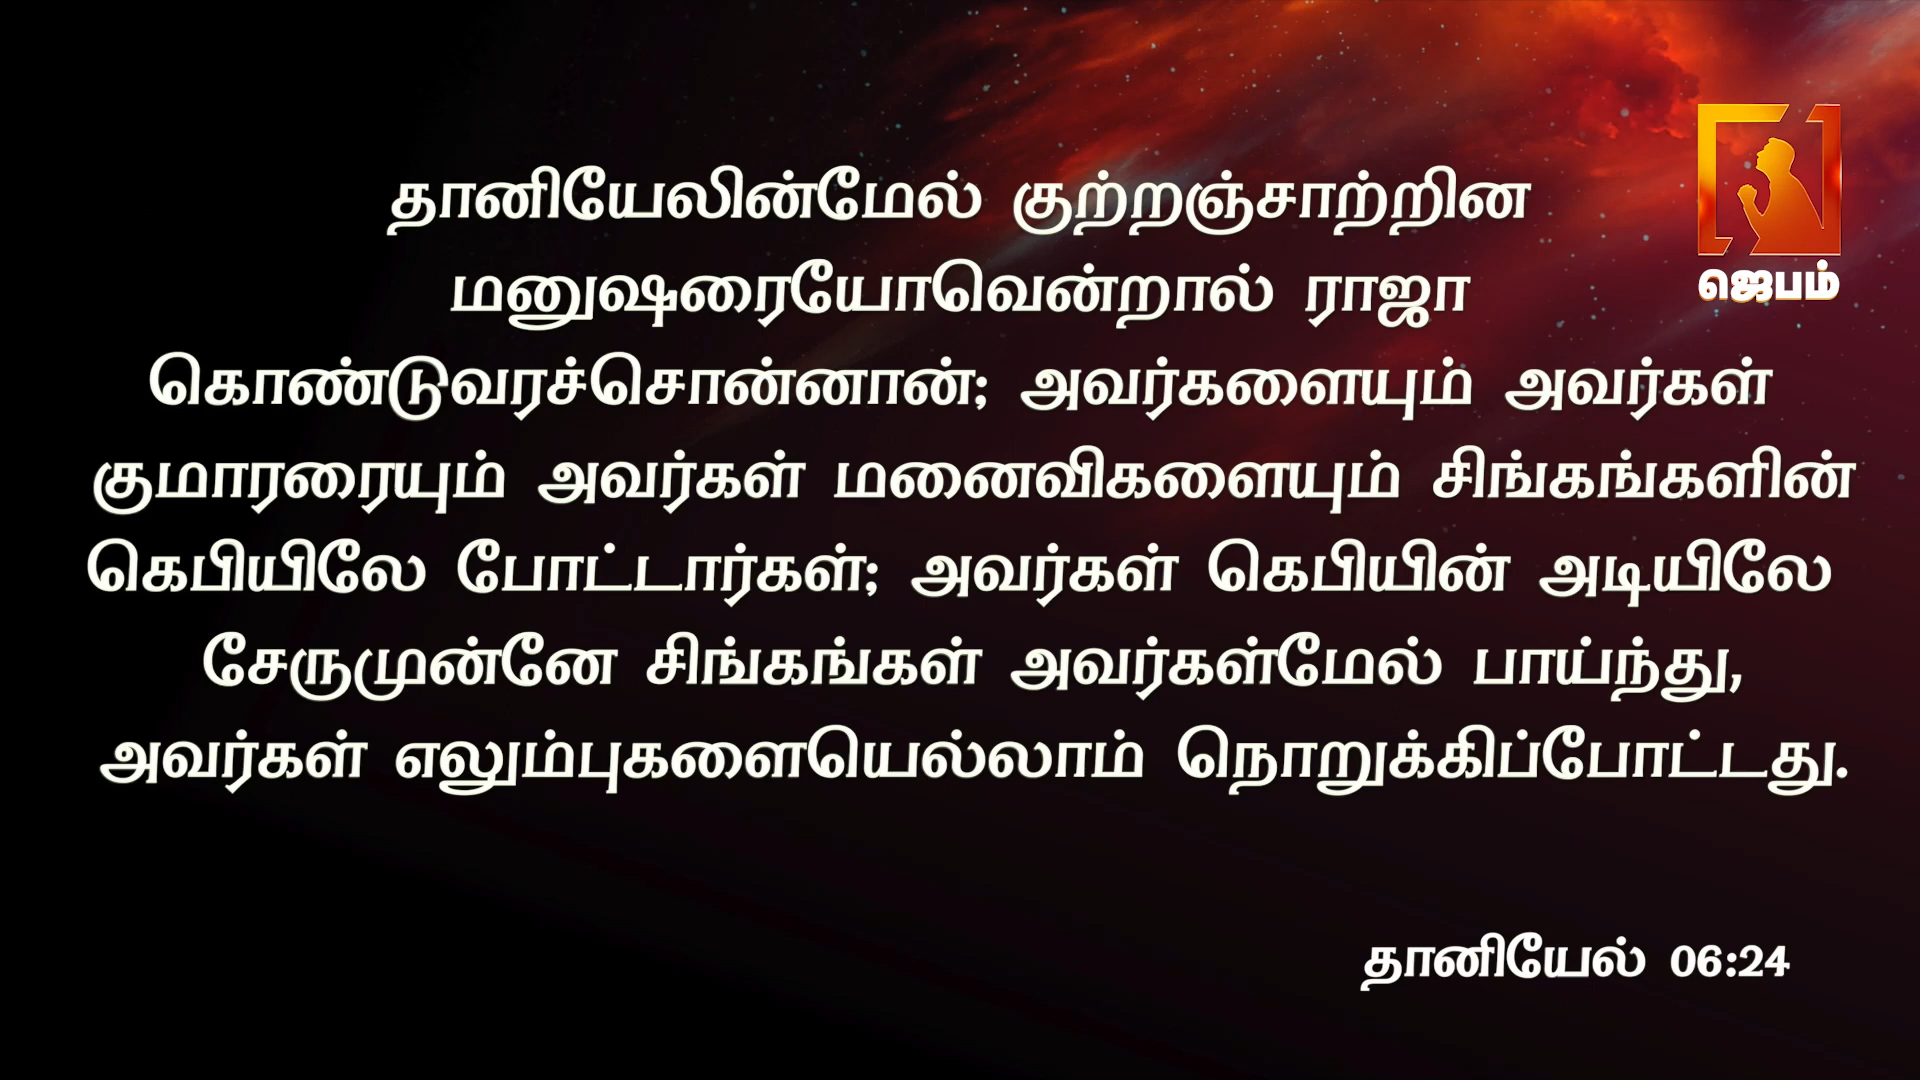 தானியேலின்மேல் குற்றஞ்சாற்றின
மனுஷரையோவென்றால் ராஜா
கொண்டுவரச்சொன்னான்; அவர்களையும் அவர்கள்
குமாரரையும் அவர்கள் மனைவிகளையும் சிங்கங்களின்
கெபியிலே போட்டார்கள்; அவர்கள் கெபியின் அடியிலே
சேருமுன்னே சிங்கங்கள் அவர்கள்மேல் பாய்ந்து,
அவர்கள் எலும்புகளையெல்லாம் நொறுக்கிப்போட்டது.
தானியேல் 06:24
ஜெபம்